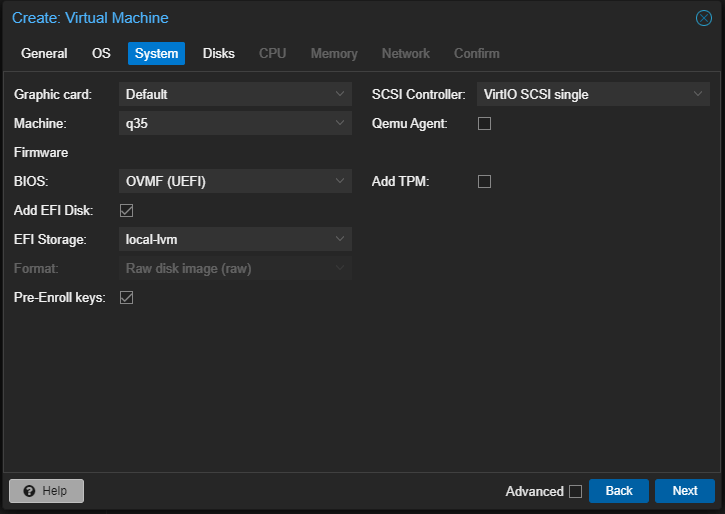 Create: Virtual Machine
General OS System Disks CPU Memory Network Confirm
Graphic card: Default SCSI Controller: VirtIO SCSI single
Machine: q35 Qemu Agent:
Firmware
BIOS: OVMF (UEFI) Add TPM:
Add EFI Disk:
EFI Storage: local-lvm
Format: Raw disk image (raw)
Pre-Enroll keys:
? Help Advanced Back Next